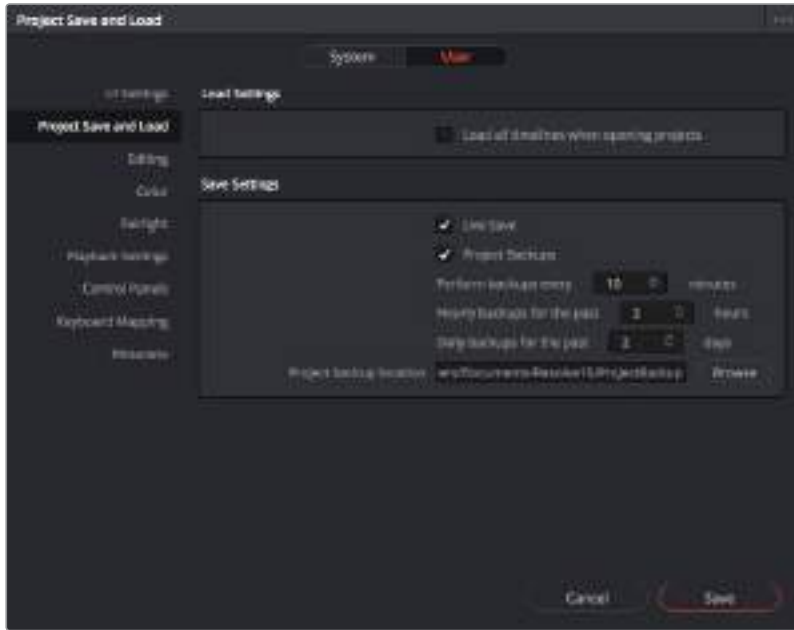 Project Save and Load
System User
UI Settings
Load Settings
Project Save and Load
Load all timelines when opening projects
Editing
Color
Save Settings
Fairlight
Live Save
Playback Settings
Project Backups
Control Panels
Perform backups every 10 minutes
Keyboard Mapping
Hourly backups for the past hours
Metadata
Daily backups for the past days
Project backup location Browse
Cancel Save